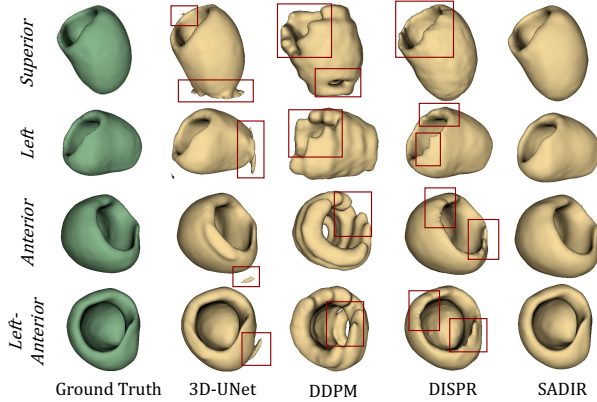 Superior
Left
Anterior
Left-
Anterior
Ground Truth 3D-UNet DDPM DISPR SADIR